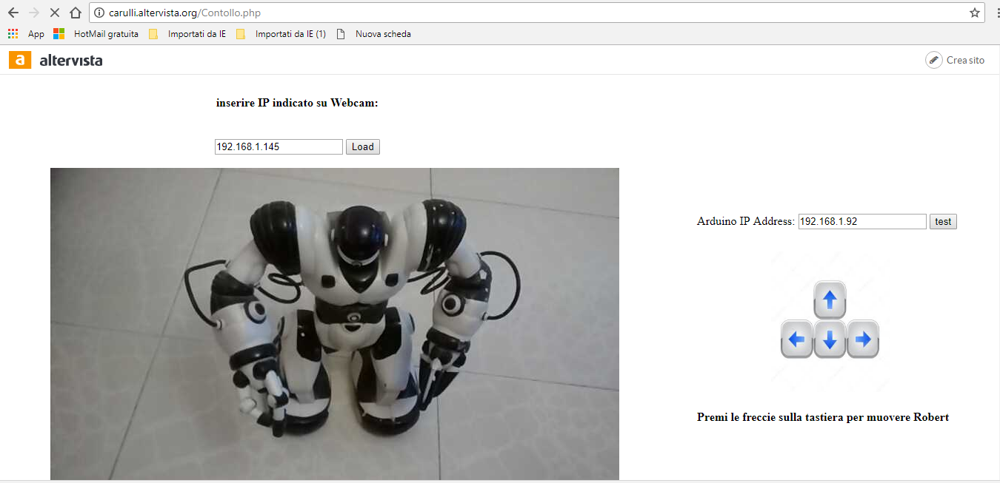 carulli.altervista.org/Contollo.php
App HotMail gratuita Importati da IE Importati da IE (1) Nuova scheda
a altervista Crea sito
inserire IP indicato su Webcam:
192.168.1.145 Load
Arduino IP Address: 192.168.1.92 test
Premi le freccie sulla tastiera per muovere Robert